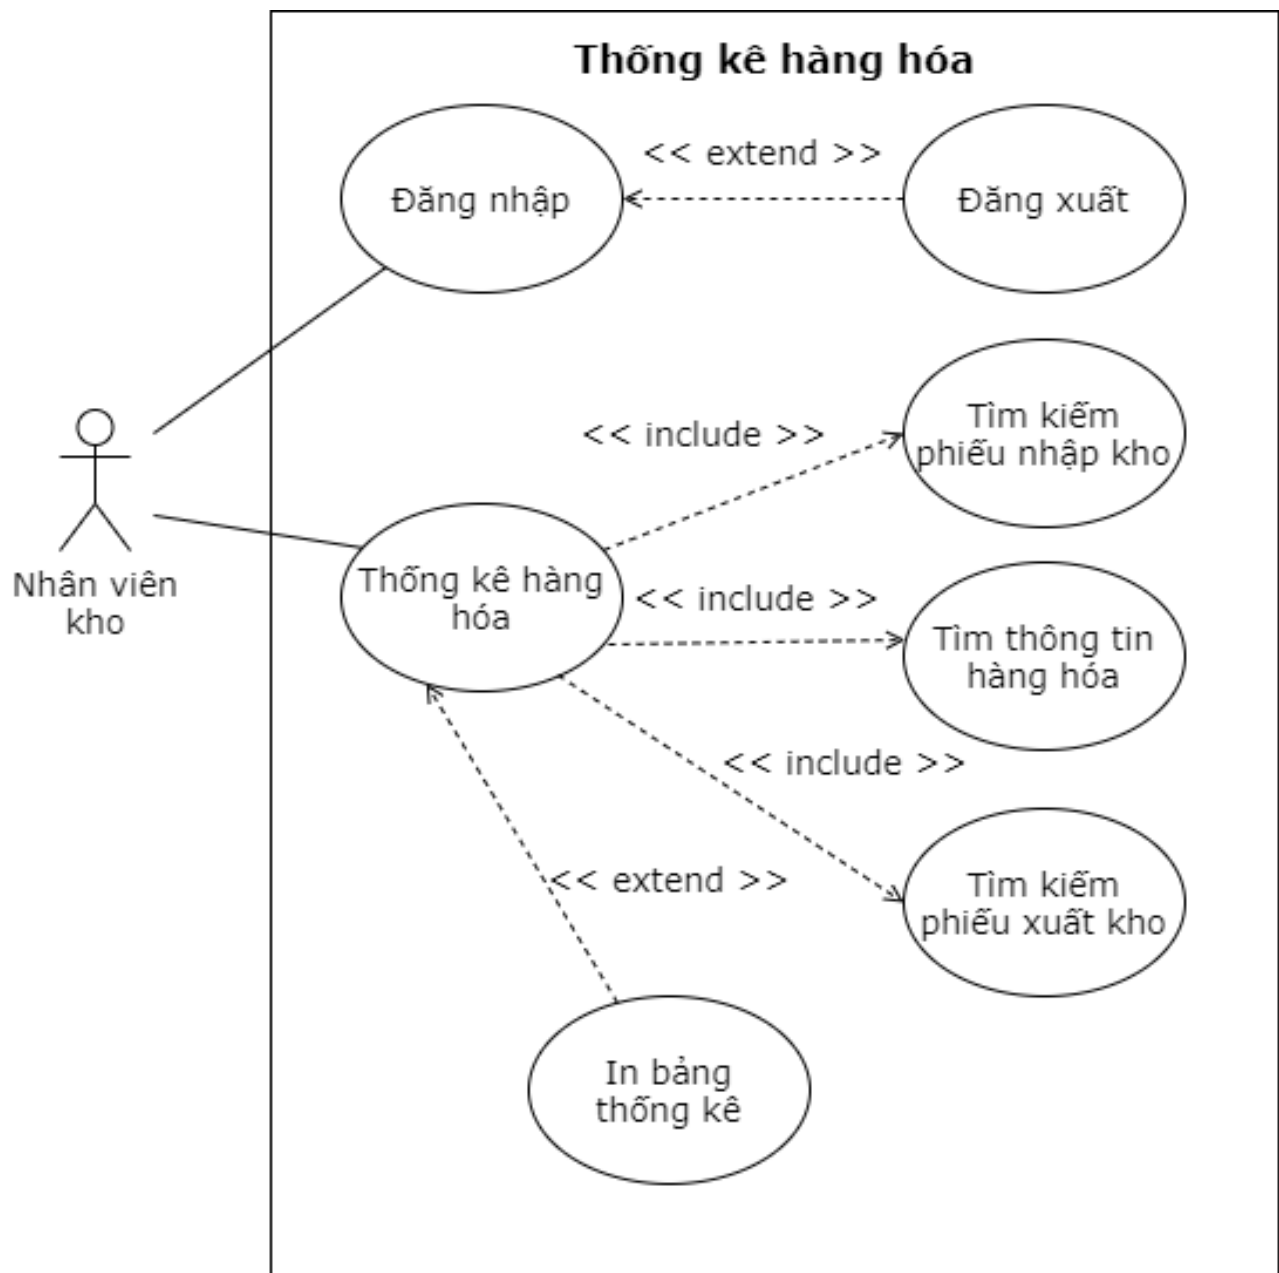 Thống kê hàng hóa
<< extend >>
Đăng nhập
Đăng xuất
Tìm kiếm
phiếu nhập kho
<< include >>
Nhân viên
kho
Thống kê hàng
hóa
<< include >>
Tìm thông tin
hàng hóa
<< include >>
<< extend >>
Tìm kiếm
phiếu xuất kho
In bảng
thống kê